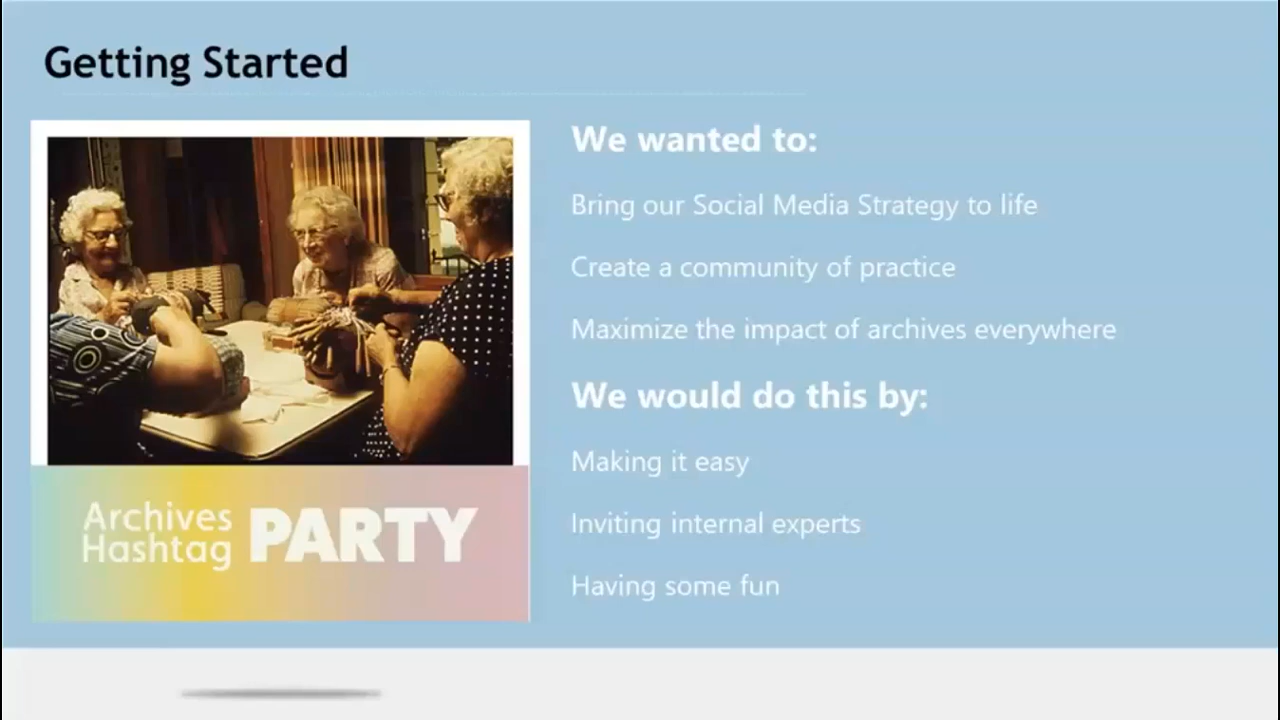 Getting Started
We wanted to:
Bring our Social Media Strategy to life
Create a community of practice
Maximize the impact of archives everywhere
We would do this by:
Making it easy
Inviting internal experts
Having some fun
Archives
Hashtag
PARTY